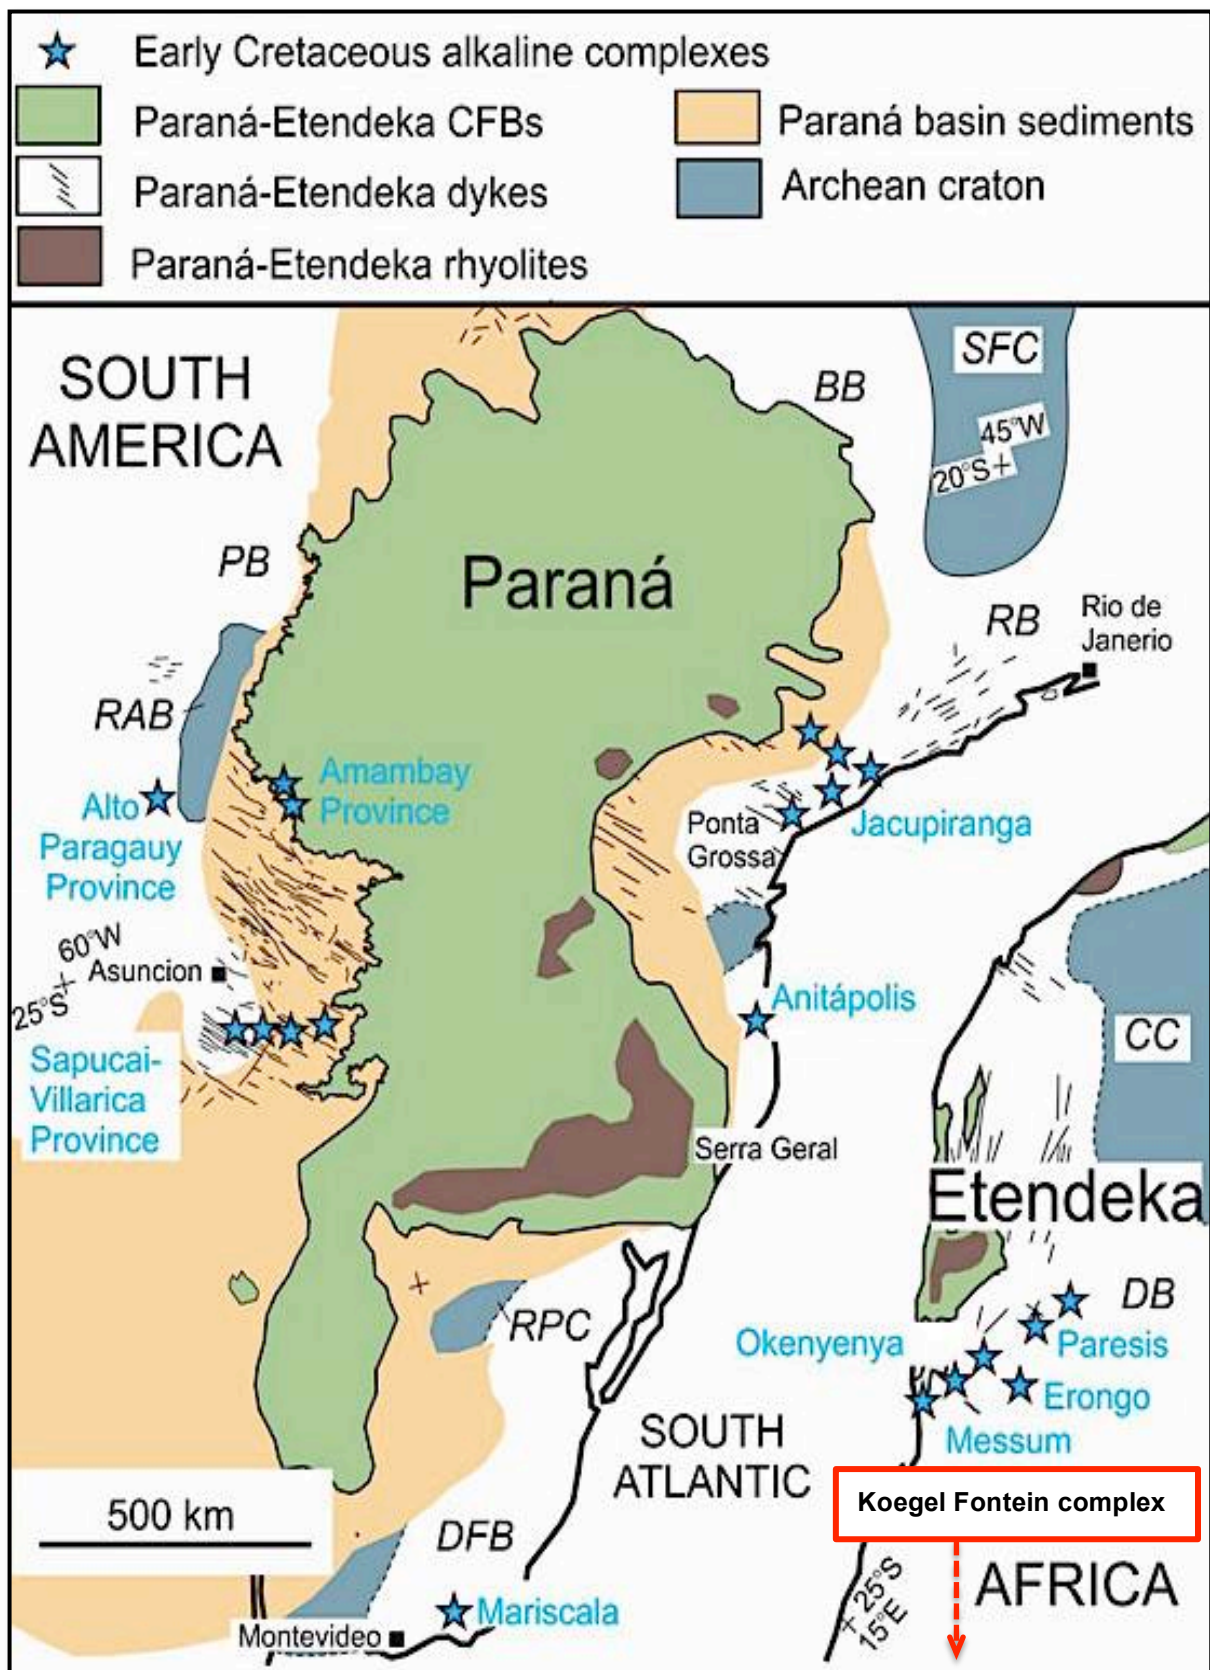 Early Cretaceous alkaline complexes
Paraná-Etendeka CFBs
Paraná basin sediments
Paraná-Etendeka dykes
Archean craton
Paraná-Etendeka rhyolites
SOUTH
AMERICA
SFC
BB
45°W
20°S
PB
Paraná
RB
Rio de
Janerio
RAB
Amambay
Province
Alto
Paragauy
Province
Ponta
Grossa
Jacupiranga
60°W
Asuncion
25°S
Anitápolis
CC
Sapucai-
Villarica
Province
Serra Geral
Etendeka
RPC
DB
Okenyenya
Paresis
Erongo
Messum
SOUTH
ATLANTIC
Koegel Fontein complex
500 km
DFB
AFRICA
25°S
15°E
Mariscala
Montevideo